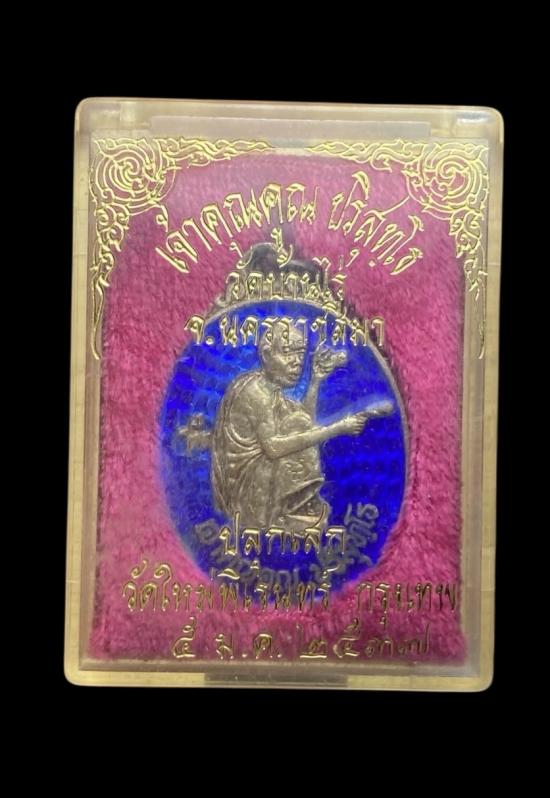 เจ้าคุณคูณ ปริสุทฺโธ
วัดบ้านไร่
จ.นครราชสีมา
ปลุกเสก
วัดใหม่พิเรนทร์ กรุงเทพ
๕ ม.ค. ๒๕๓๗